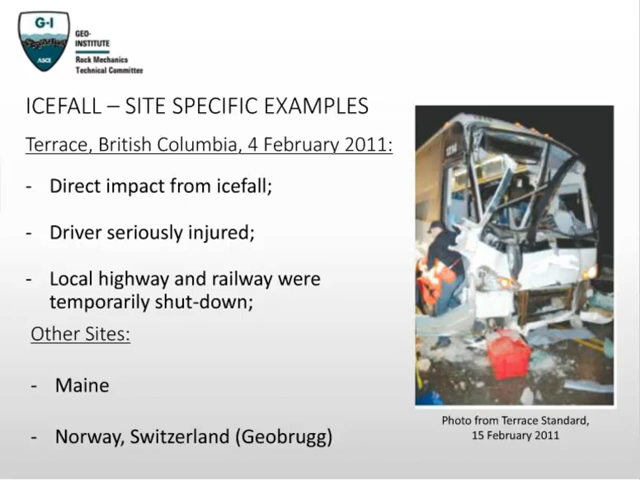 G-I
ASCE
GEO-
INSTITUTE
Rock Mechanics
Technical Committee
ICEFALL – SITE SPECIFIC EXAMPLES
Terrace, British Columbia, 4 February 2011:
- Direct impact from icefall;
- Driver seriously injured;
- Local highway and railway were
temporarily shut-down;
Other Sites:
- Maine
- Norway, Switzerland (Geobrugg)
Photo from Terrace Standard,
15 February 2011